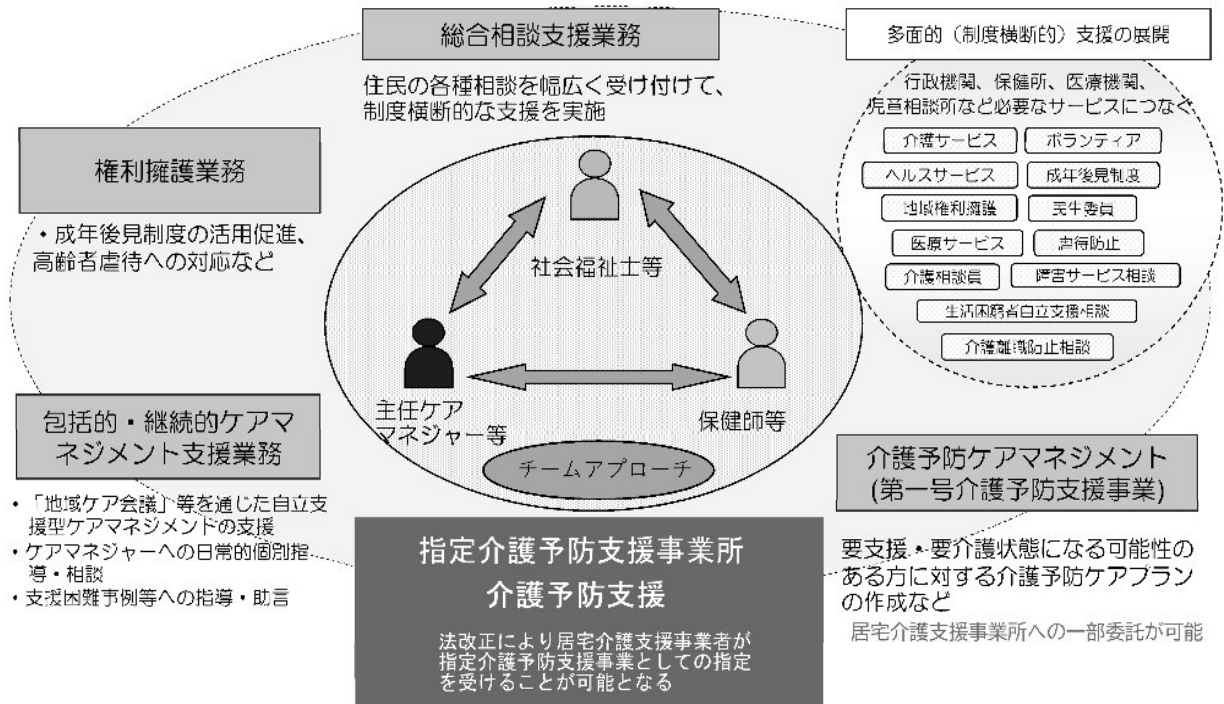 総合相談支援業務
住民の各種相談を幅広く受け付けて、
制度横断的な支援を実施
多面的（制度横断的）支援の展開
行政機関、保健所、医療機関、
児童相談所など必要なサービスにつなぐ
介護サービス
ボランティア
ヘルスサービス
成年後見制度
地域権利擁護
民生委員
医療サービス
虐待防止
介護相談員
障害サービス相談
生活困窮者自立支援相談
介護離職防止相談
権利擁護業務
・成年後見制度の活用促進、
高齢者虐待への対応など
社会福祉士等
主任ケア
マネジャー等
保健師等
チームアプローチ
包括的・継続的ケアマ
ネジメント支援業務
・「地域ケア会議」等を通じた自立支
援型ケアマネジメントの支援
・ケアマネジャーへの日常的個別指
導・相談
・支援困難事例等への指導・助言
指定介護予防支援事業所
介護予防支援
法改正により居宅介護支援事業者が
指定介護予防支援事業としての指定
を受けることが可能となる
介護予防ケアマネジメント
(第一号介護予防支援事業)
要支援・要介護状態になる可能性の
ある方に対する介護予防ケアプラン
の作成など
居宅介護支援事業所への一部委託が可能